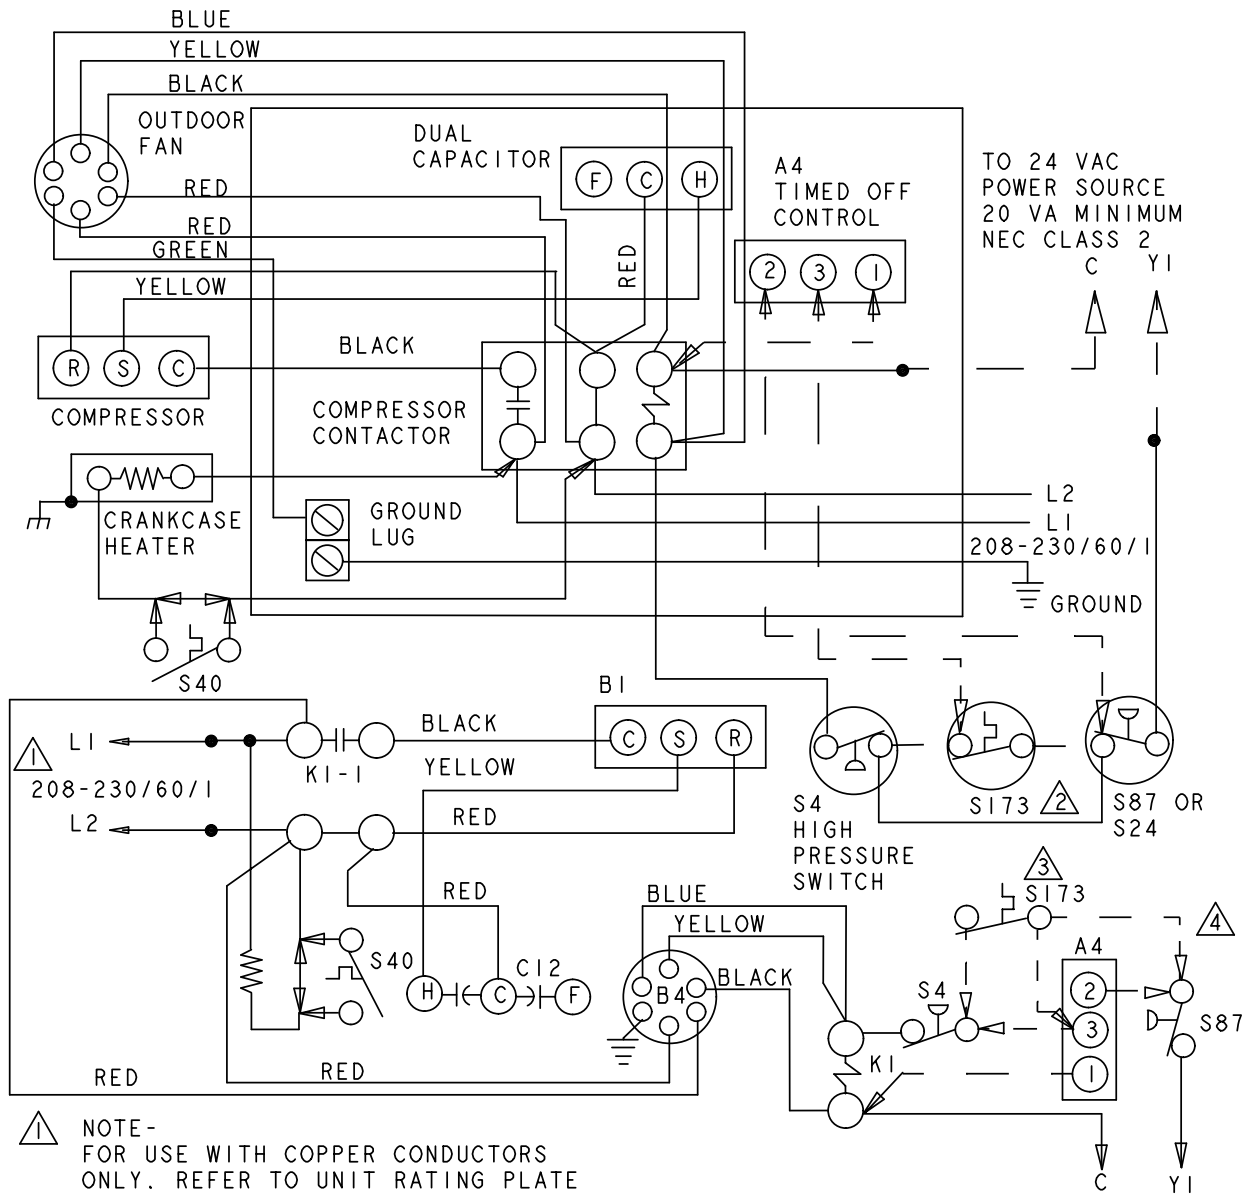 BLUE
YELLOW
BLACK
OUTDOOR
FAN
DUAL
CAPACITOR
F C H
A4
TIMED OFF
CONTROL
2 3 1
TO 24 VAC
POWER SOURCE
20 VA MINIMUM
NEC CLASS 2
C Y1
RED
RED
GREEN
RED
YELLOW
BLACK
R S C
COMPRESSOR
COMPRESSOR
CONTACTOR
CRANKCASE
HEATER
GROUND
LUG
L2
L1
208-230/60/1
GROUND
S40
B1
L1
1
K1-1
BLACK
C S R
YELLOW
208-230/60/1
L2
RED
S4
HIGH
PRESSURE
SWITCH
S173
2
S87 OR
S24
RED
BLUE
YELLOW
BLACK
3
S173
4
A4
S40
H C F
C12
B4
S4
2
3
1
S87
K1
RED
RED
C
Y1
1
NOTE-
FOR USE WITH COPPER CONDUCTORS
ONLY. REFER TO UNIT RATING PLATE